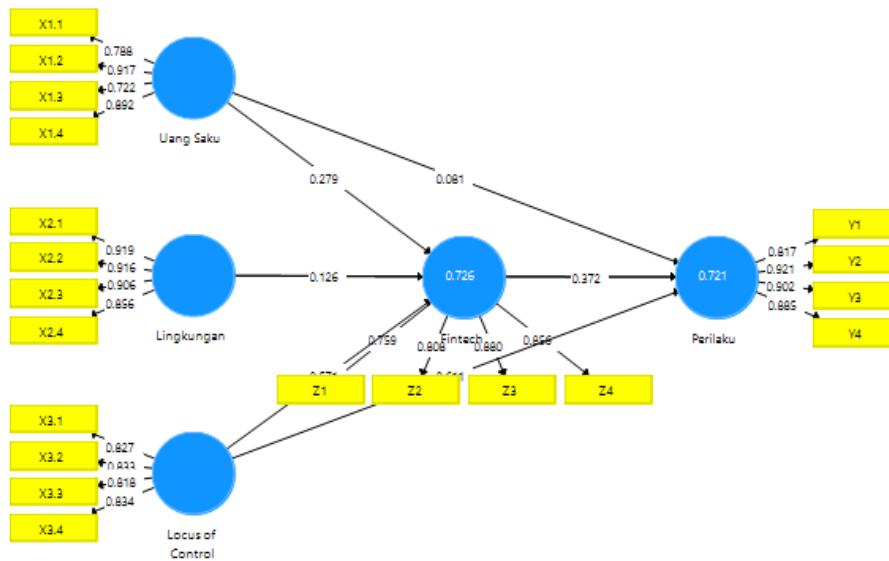 X1.1
X1.2
X1.3
X1.4
0.788
0.917
0.722
0.892
Uang Saku
0.279
0.081
X2.1
X2.2
X2.3
X2.4
0.919
0.916
0.906
0.856
Lingkungan
0.126
0.726
Fintech
0.372
0.721
Perilaku
0.817
0.921
0.902
0.885
Y1
Y2
Y3
Y4
0.759
0.808
0.880
0.856
Z1
Z2
Z3
Z4
X3.1
X3.2
X3.3
X3.4
0.827
0.818
0.834
Locus of
Control